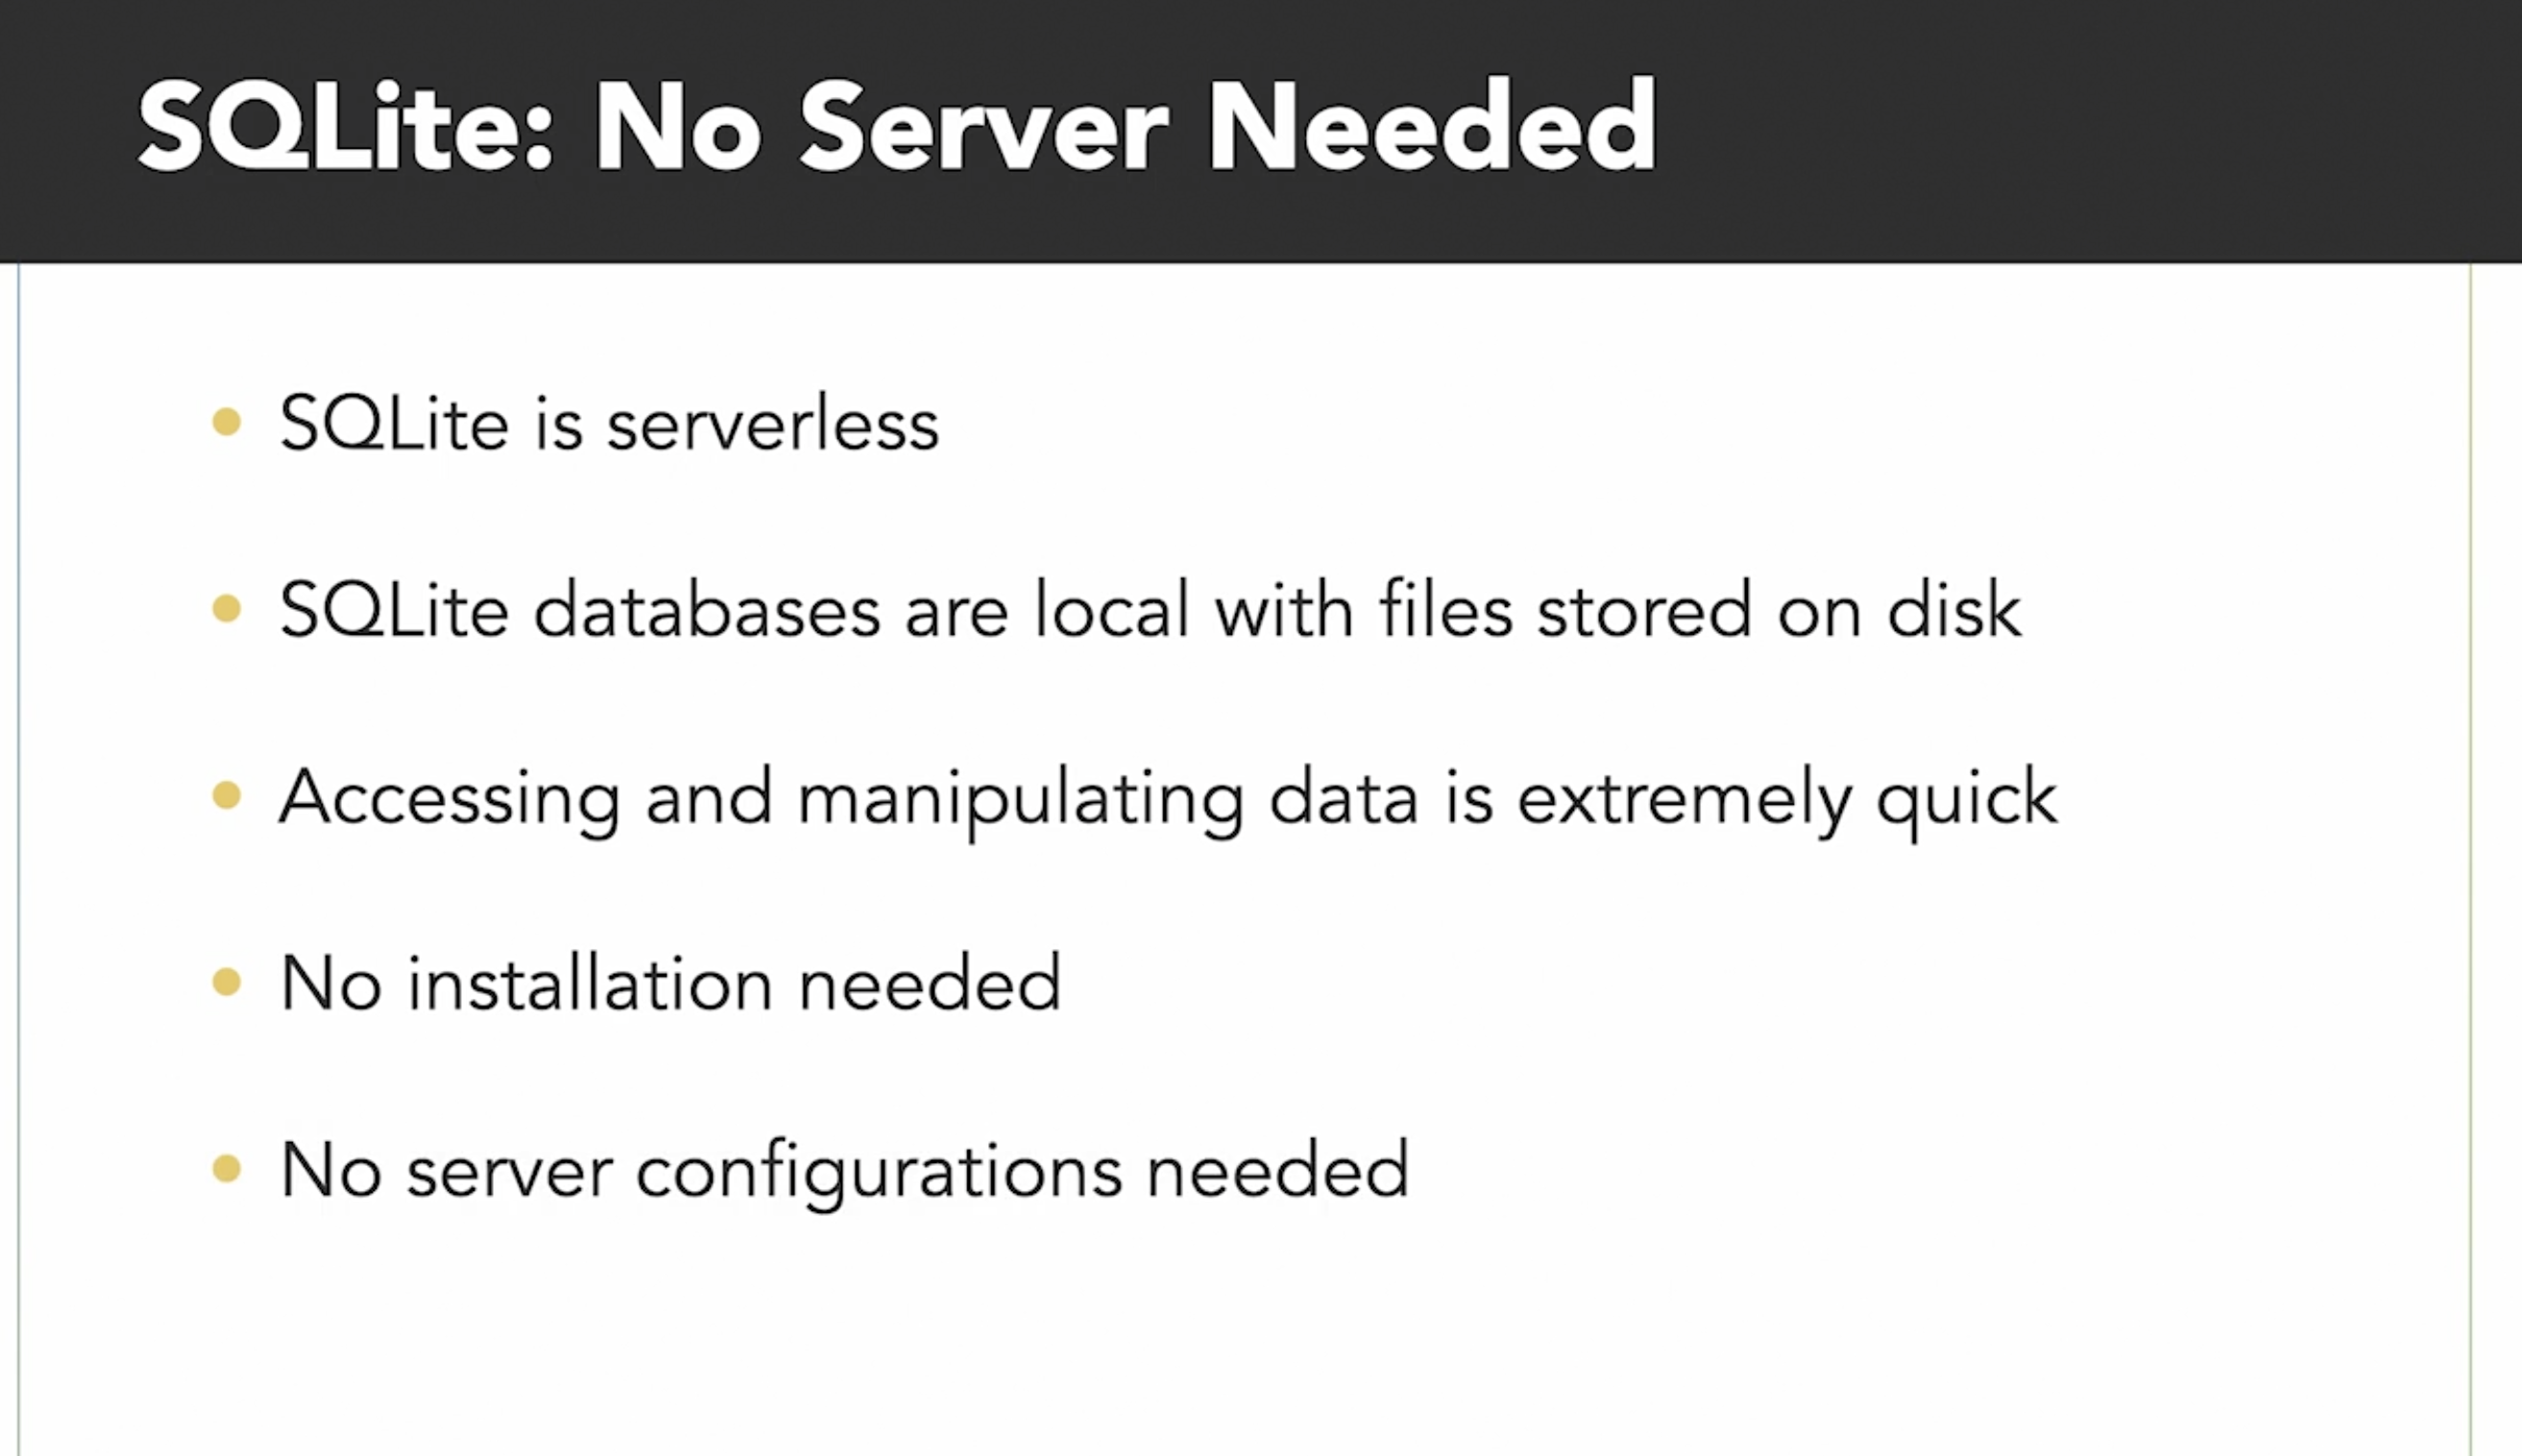 SQLite: No Server Needed
• SQLite is serverless
• SQLite databases are local with files stored on disk
• Accessing and manipulating data is extremely quick
• No installation needed
• No server configurations needed